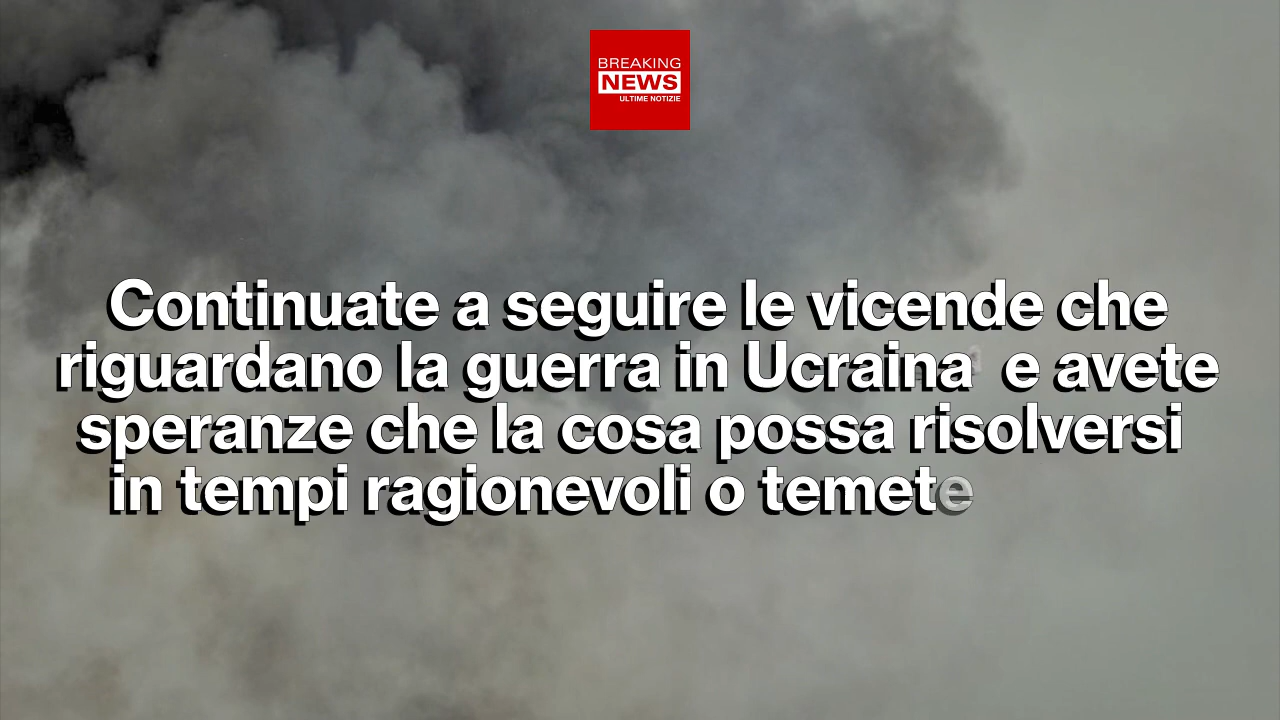 BREAKING
NEWS
ULTIME NOTIZIE
Continuate a seguire le vicende che
riguardano la guerra in Ucraina e avete
speranze che la cosa possa risolversi
in tempi ragionevoli o temete